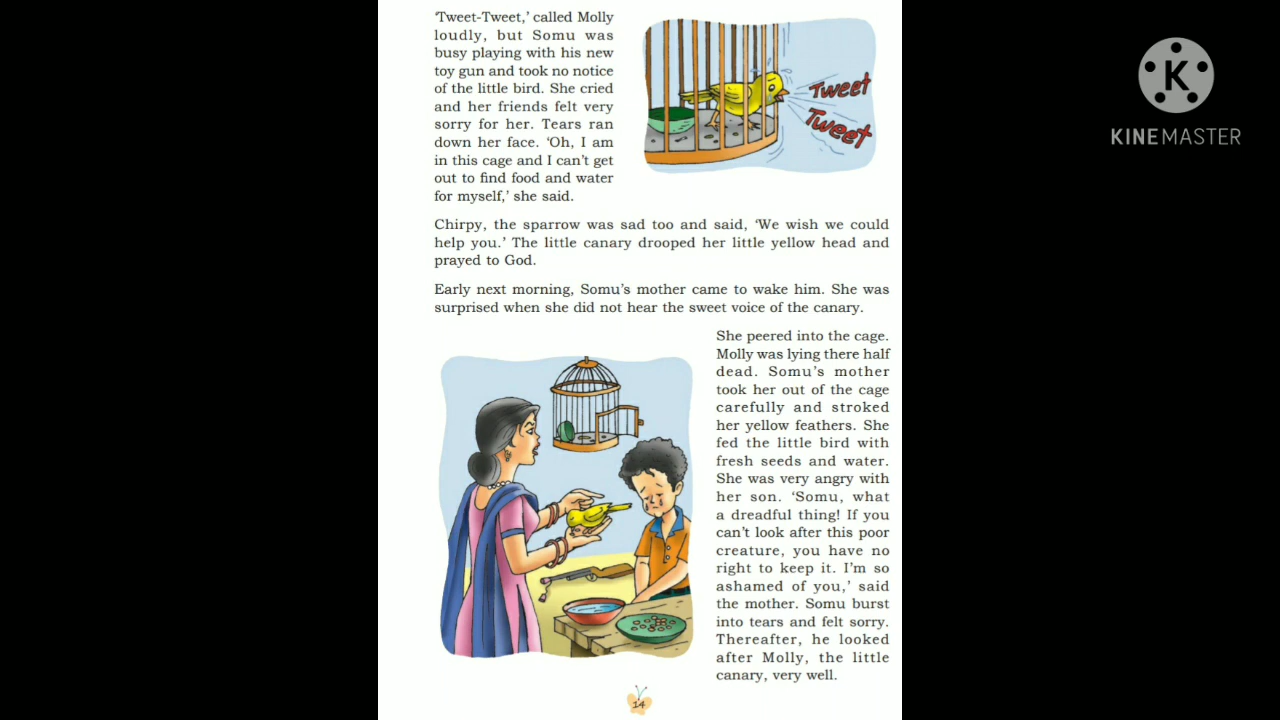 'Tweet-Tweet,' called Molly
loudly, but Somu was
busy playing with his new
toy gun and took no notice
of the little bird. She cried
and her friends felt very
sorry for her. Tears ran
down her face. 'Oh, I am
in this cage and I can't get
out to find food and water
for myself,' she said.
Tweet
Tweet
K
KINEMASTER
Chirpy, the sparrow was sad too and said, 'We wish we could
help you.' The little canary drooped her little yellow head and
prayed to God.
Early next morning, Somu's mother came to wake him. She was
surprised when she did not hear the sweet voice of the canary.
She peered into the cage.
Molly was lying there half
dead. Somu's mother
took her out of the cage
carefully and stroked
her yellow feathers. She
fed the little bird with
fresh seeds and water.
She was very angry with
her son. 'Somu, what
a dreadful thing! If you
can't look after this poor
creature, you have no
right to keep it. I'm so
ashamed of you,' said
the mother. Somu burst
into tears and felt sorry.
Thereafter, he looked
after Molly, the little
canary, very well.
14